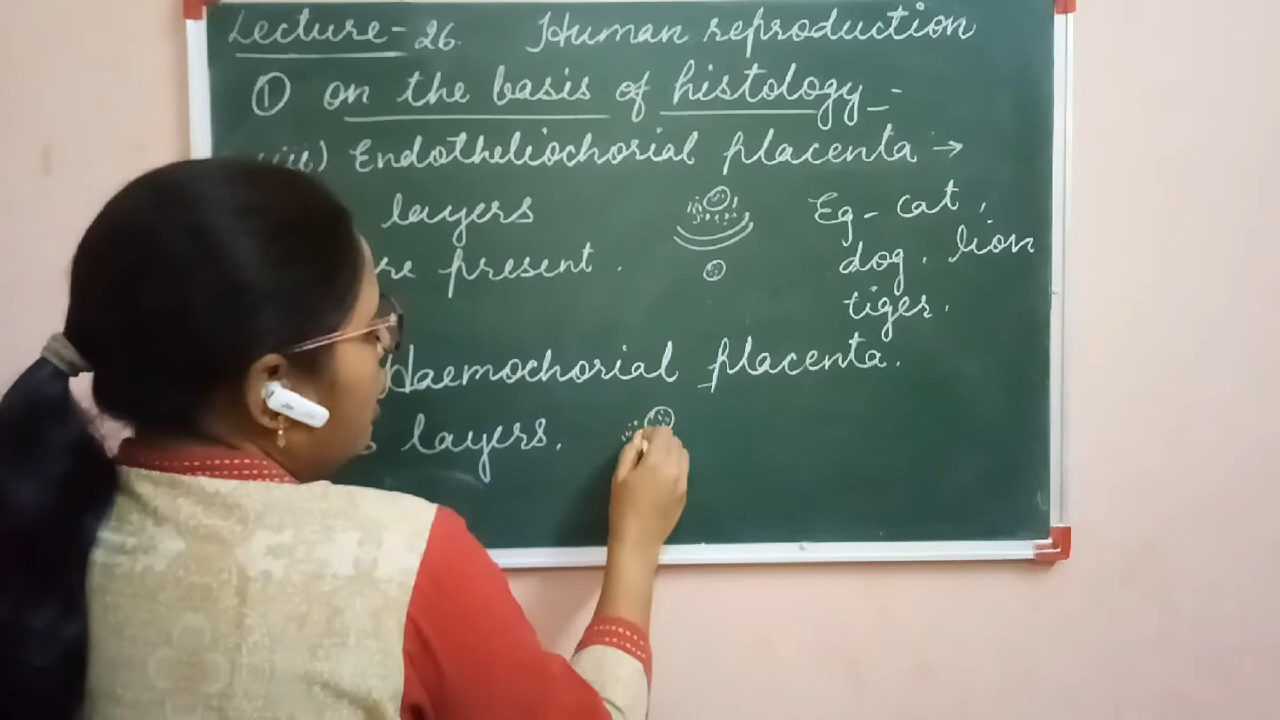 Lecture-26. Human reproduction
① on the basis of histology-
iii) Endotheliochorial placenta →
layers Eg- cat,
present. dog, lion
tiger.
Haemochorial placenta.
layers.